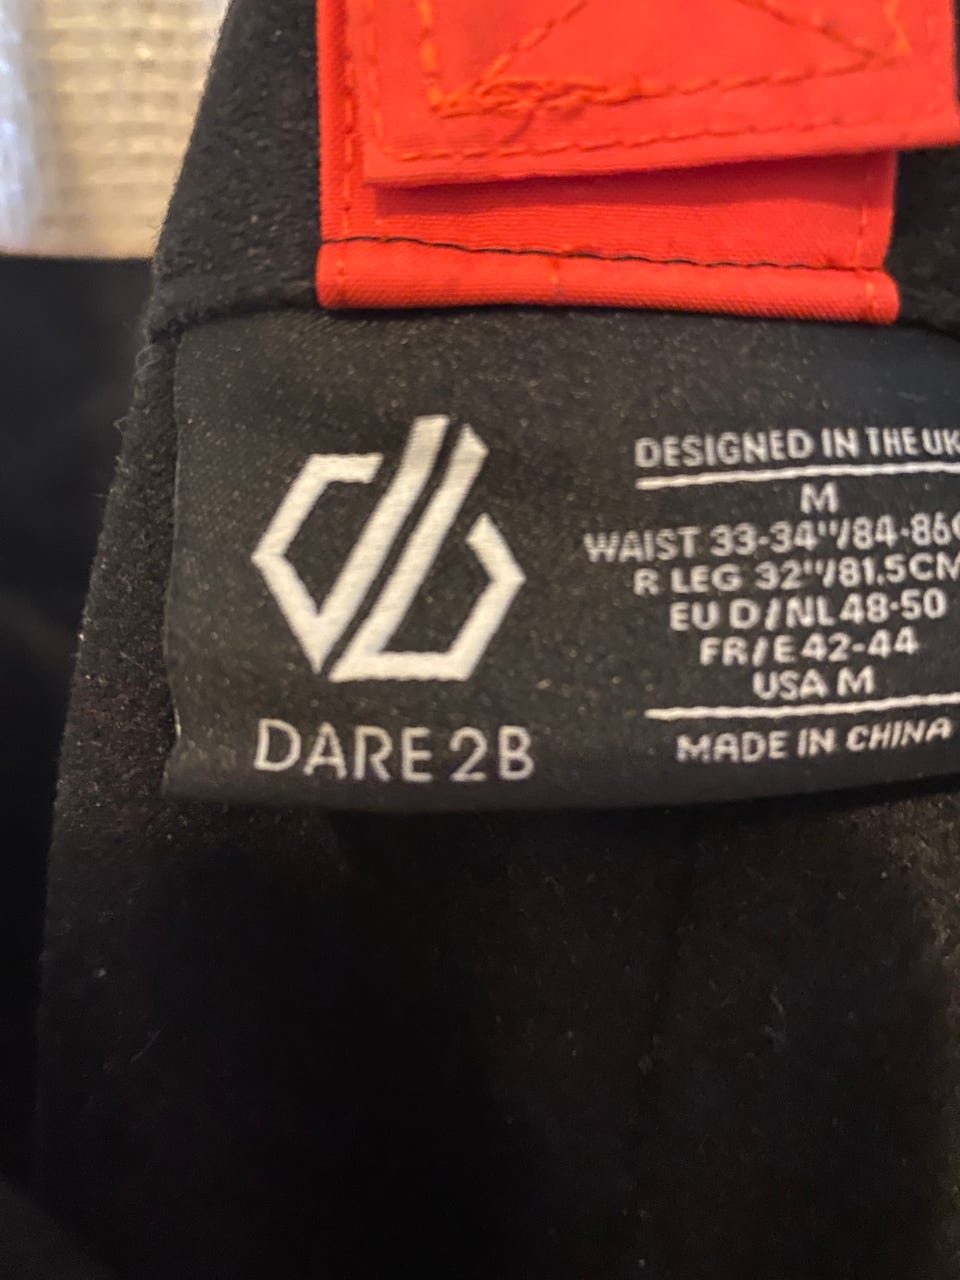 DARE 2B
DESIGNED IN THE UK
M
WAIST 33-34"/84-86C
R LEG 32"/81.5CM
EU D/NL 48-50
FR/E 42-44
USA M
MADE IN CHINA